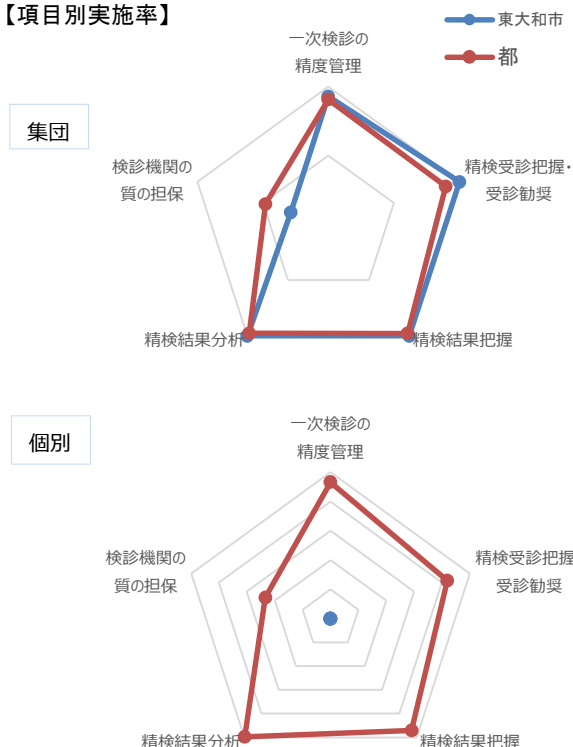 【項目別実施率】
東大和市
都
集団
一次検診の
精度管理
精検受診把握・
受診勧奨
精検結果把握
精検結果分析
検診機関の
質の担保
個別
一次検診の
精度管理
精検受診把握
受診勧奨
精検結果把握
精検結果分析
検診機関の
質の担保